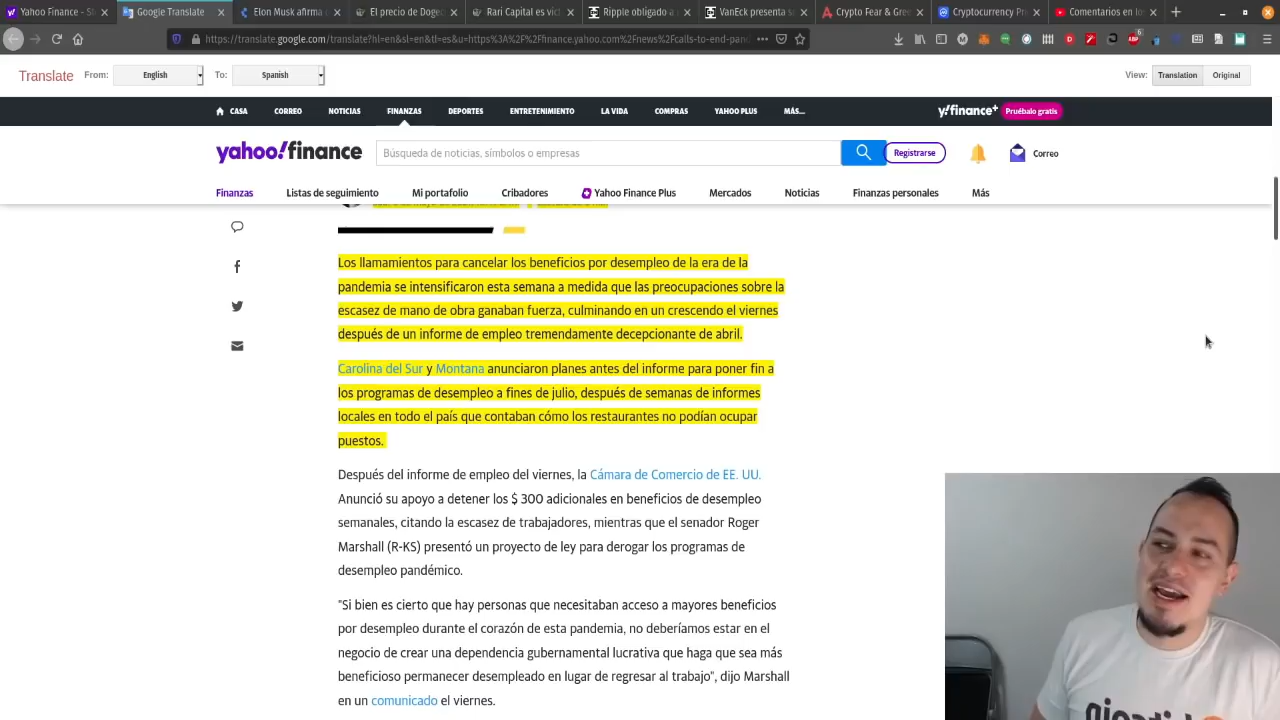 Yahoo Finance - St
Google Translate
Elon Musk afirma
El precio de Doge
Rari Capital es víct
Ripple obligado a
VanEck presenta s
Crypto Fear & Gre
Cryptocurrency Pr
Comentarios en lo
https://translate.google.com/translate?hl=en&sl=en&tl=es&u=https%3A%2F%2Ffinance.yahoo.com%2Fnews%2Fcalls-to-end-pan
Translate From: English To: Spanish View: Translation Original
CASA CORREO NOTICIAS FINANZAS DEPORTES ENTRETENIMIENTO LA VIDA COMPRAS YAHOO PLUS MÁS... y!finance+ Pruébalo gratis
yahoo!finance Búsqueda de noticias, símbolos o empresas Registrarse Correo
Finanzas Listas de seguimiento Mi portafolio Cribadores Yahoo Finance Plus Mercados Noticias Finanzas personales Más
Los llamamientos para cancelar los beneficios por desempleo de la era de la
pandemia se intensificaron esta semana a medida que las preocupaciones sobre la
escasez de mano de obra ganaban fuerza, culminando en un crescendo el viernes
después de un informe de empleo tremendamente decepcionante de abril.
Carolina del Sur y Montana anunciaron planes antes del informe para poner fin a
los programas de desempleo a fines de julio, después de semanas de informes
locales en todo el país que contaban cómo los restaurantes no podían ocupar
puestos.
Después del informe de empleo del viernes, la Cámara de Comercio de EE. UU.
Anunció su apoyo a detener los $ 300 adicionales en beneficios de desempleo
semanales, citando la escasez de trabajadores, mientras que el senador Roger
Marshall (R-KS) presentó un proyecto de ley para derogar los programas de
desempleo pandémico.
"Si bien es cierto que hay personas que necesitaban acceso a mayores beneficios
por desempleo durante el corazón de esta pandemia, no deberíamos estar en el
negocio de crear una dependencia gubernamental lucrativa que haga que sea más
beneficioso permanecer desempleado en lugar de regresar al trabajo", dijo Marshall
en un comunicado el viernes.